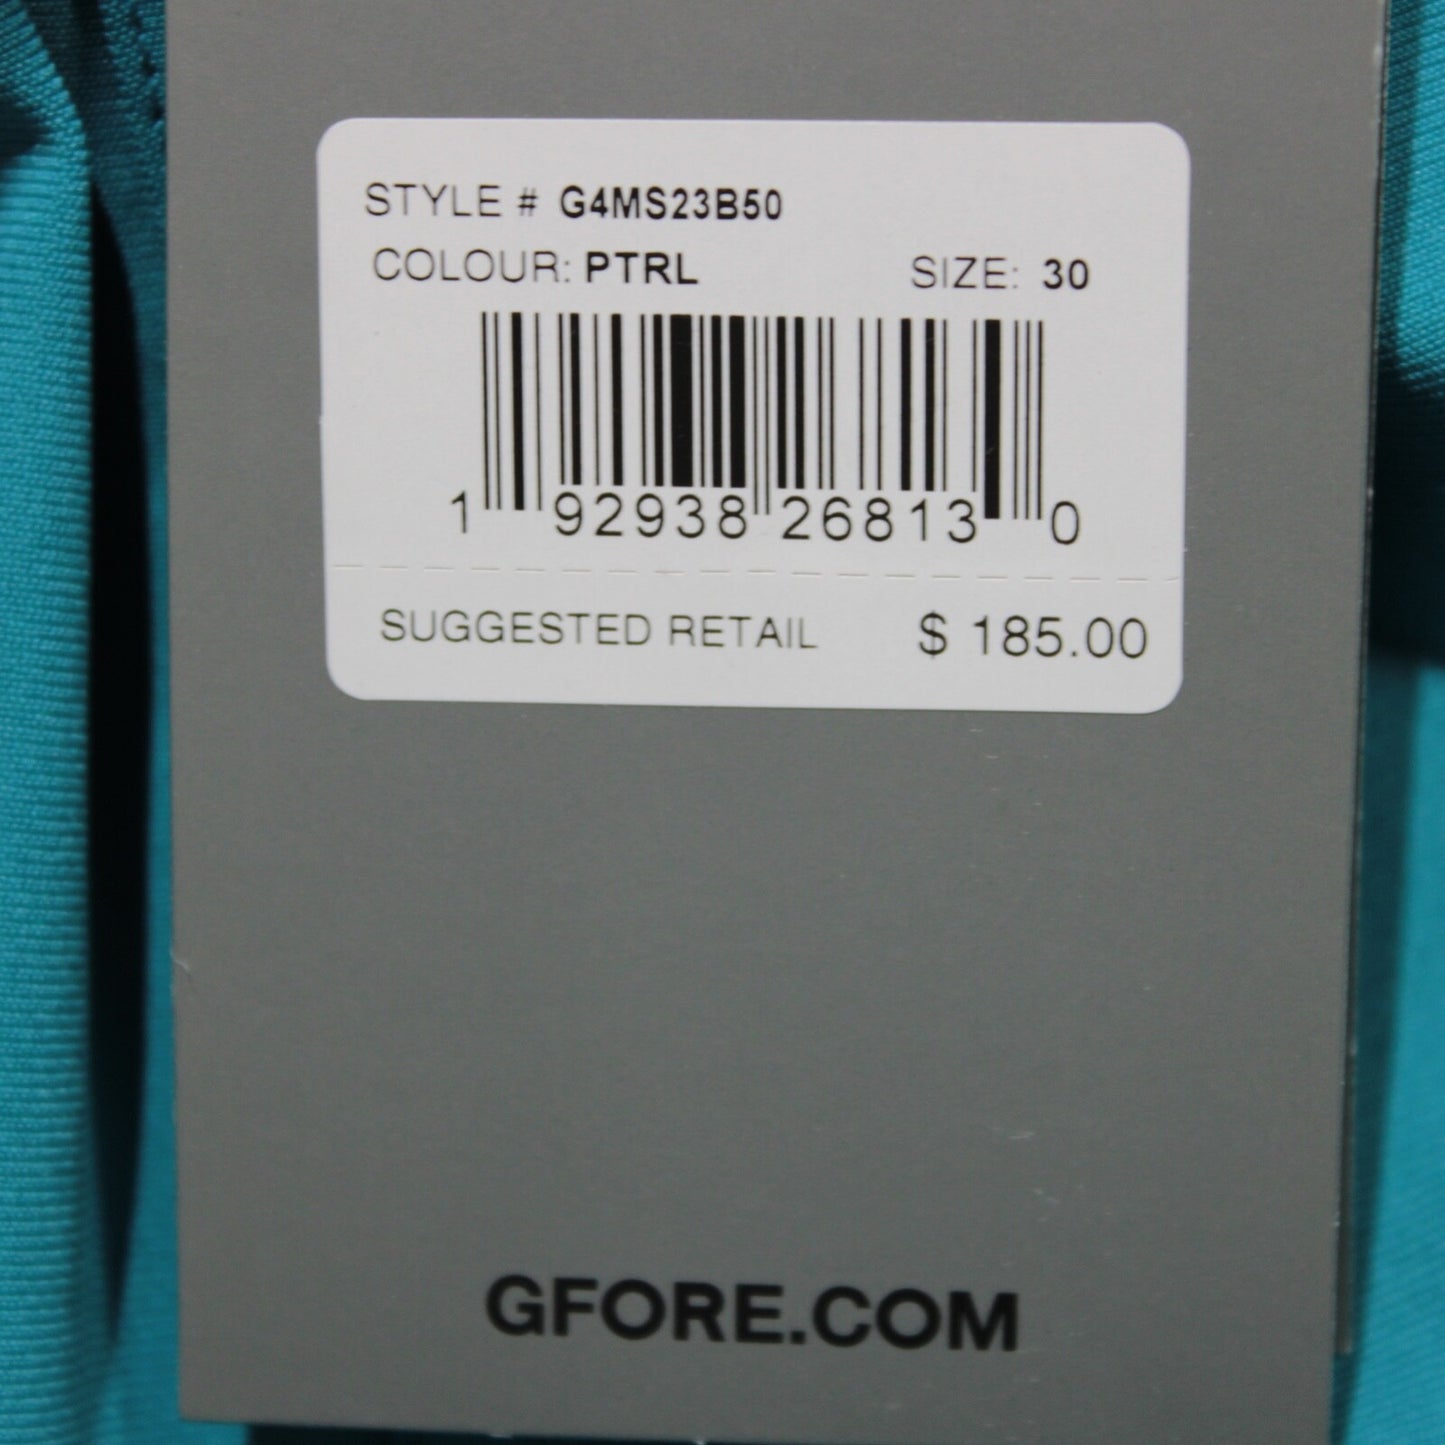 STYLE # G4MS23B50
COLOUR: PTRL SIZE: 30
1 92938 26813 0
SUGGESTED RETAIL $ 185.00
GFORE.COM